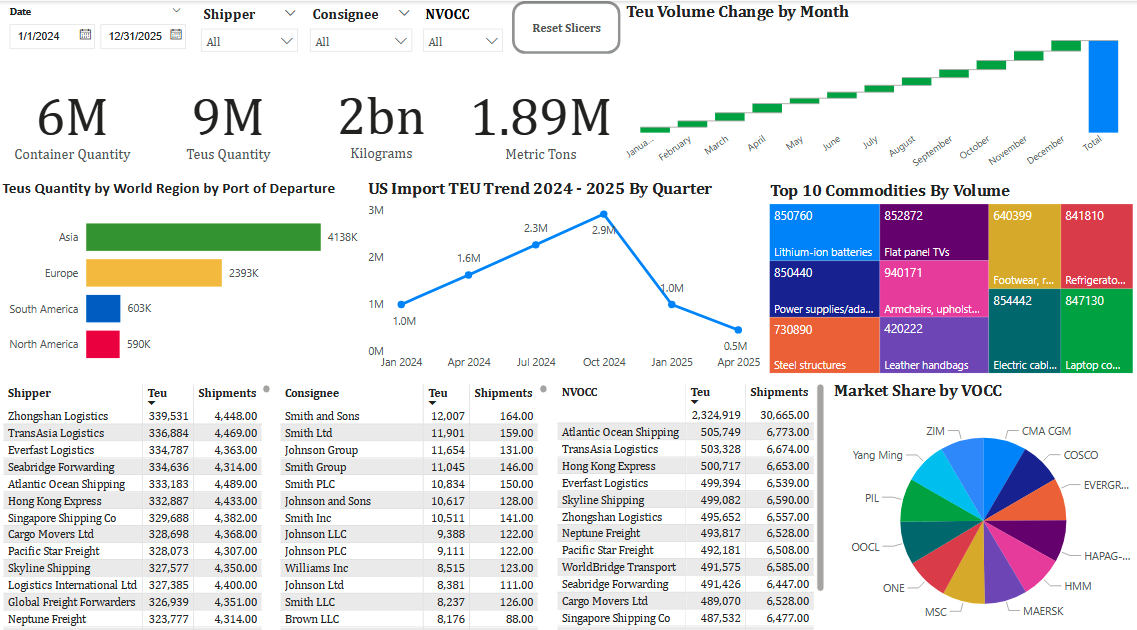 Date
Shipper
Consignee
NVOCC
1/1/2024
12/31/2025
All
All
All
Reset Slicers
6M
Container Quantity
9M
Teus Quantity
2bn
Kilograms
1.89M
Metric Tons
Teu Volume Change by Month
Janua...
February
March
April
May
June
July
August
September
October
November
December
Total
Teus Quantity by World Region by Port of Departure
Asia
4138K
Europe
2393K
South America
603K
North America
590K
US Import TEU Trend 2024 - 2025 By Quarter
3M
2M
1M
0M
1.0M
1.6M
2.3M
2.9M
1.0M
0.5M
Jan 2024
Apr 2024
Jul 2024
Oct 2024
Jan 2025
Apr 2025
Top 10 Commodities By Volume
850760
Lithium-ion batteries
850440
Power supplies/ada...
730890
Steel structures
852872
Flat panel TVs
940171
Armchairs, upholst...
420222
Leather handbags
640399
Footwear, r...
841810
Refrigerato...
854442
Electric cabl...
847130
Laptop co...
Shipper Teu Shipments
Zhongshan Logistics 339,531 4,448.00
TransAsia Logistics 336,884 4,469.00
Everfast Logistics 334,787 4,363.00
Seabridge Forwarding 334,636 4,314.00
Atlantic Ocean Shipping 333,183 4,489.00
Hong Kong Express 332,887 4,433.00
Singapore Shipping Co 329,688 4,382.00
Cargo Movers Ltd 328,698 4,368.00
Pacific Star Freight 328,073 4,307.00
Skyline Shipping 327,577 4,350.00
Logistics International Ltd 327,385 4,400.00
Global Freight Forwarders 326,939 4,351.00
Neptune Freight 323,777 4,314.00
Consignee Teu Shipments
Smith and Sons 12,007 164.00
Smith Ltd 11,901 159.00
Johnson Group 11,654 131.00
Smith Group 11,045 146.00
Smith PLC 10,834 150.00
Johnson and Sons 10,617 128.00
Smith Inc 10,511 141.00
Johnson LLC 9,388 122.00
Johnson PLC 9,111 122.00
Williams Inc 8,515 123.00
Johnson Ltd 8,381 111.00
Smith LLC 8,237 126.00
Brown LLC 8,176 88.00
NVOCC Teu Shipments
2,324,919 30,665.00
Atlantic Ocean Shipping 505,749 6,773.00
TransAsia Logistics 503,328 6,674.00
Hong Kong Express 500,717 6,653.00
Everfast Logistics 499,394 6,539.00
Skyline Shipping 499,082 6,590.00
Zhongshan Logistics 495,652 6,557.00
Neptune Freight 493,817 6,528.00
Pacific Star Freight 492,181 6,508.00
WorldBridge Transport 491,575 6,585.00
Seabridge Forwarding 491,426 6,447.00
Cargo Movers Ltd 489,070 6,528.00
Singapore Shipping Co 487,532 6,477.00
Market Share by VOCC
ZIM
CMA CGM
Yang Ming
COSCO
PIL
EVERGR...
OOCL
HAPAG-...
ONE
HMM
MSC
MAERSK